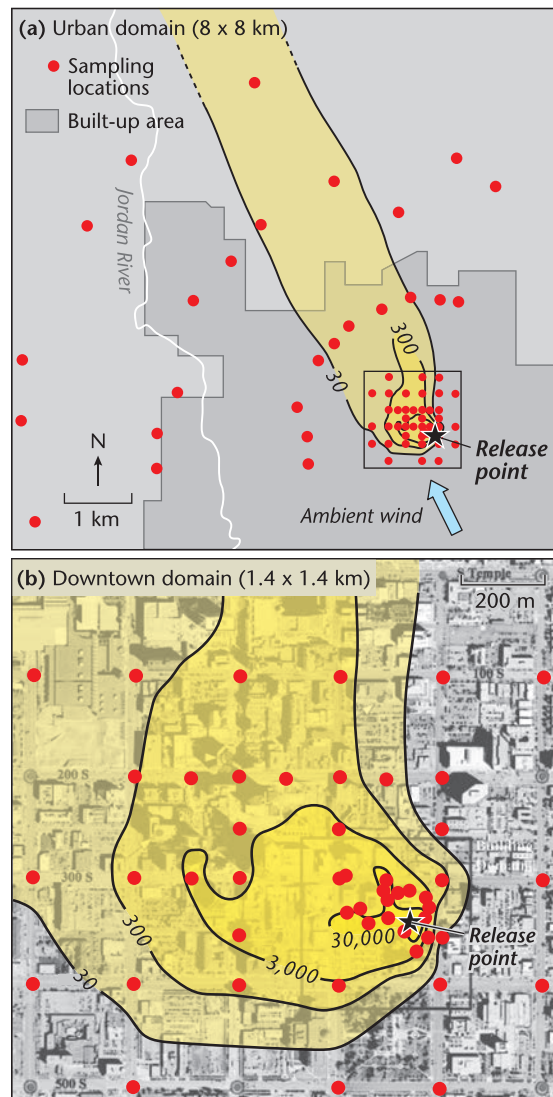 (a) Urban domain (8 x 8 km)
Sampling
locations
Built-up area
Jordan River
300
30
N
1 km
Release
point
Ambient wind
(b) Downtown domain (1.4 x 1.4 km)
Temple
200 m
100 S
200 S
300 S
300
30,000
3,000
30
Release
point
500 S